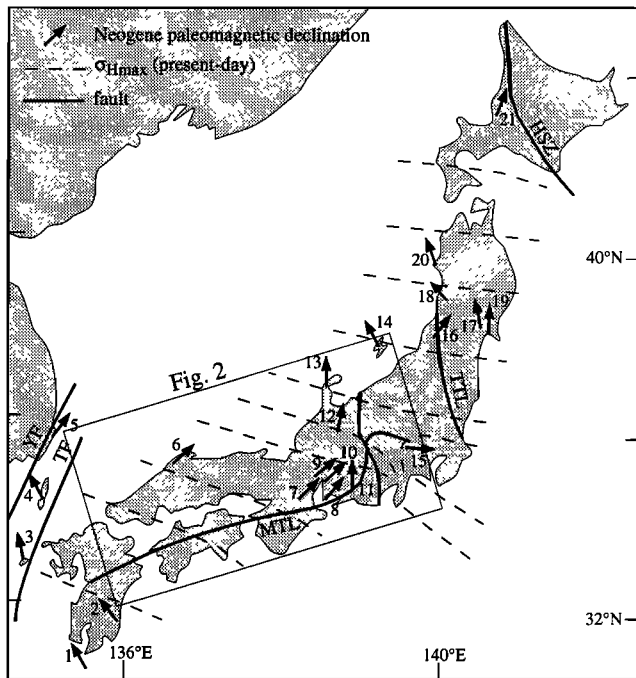 Neogene paleomagnetic declination
σHmax (present-day)
fault
21
HSZ
40°N
20
18
19
17
16
14
13
Fig. 2
TTL
12
5
YF
TF
6
10
9
15
4
7
11
8
MTL
3
2
32°N
1
136°E
140°E